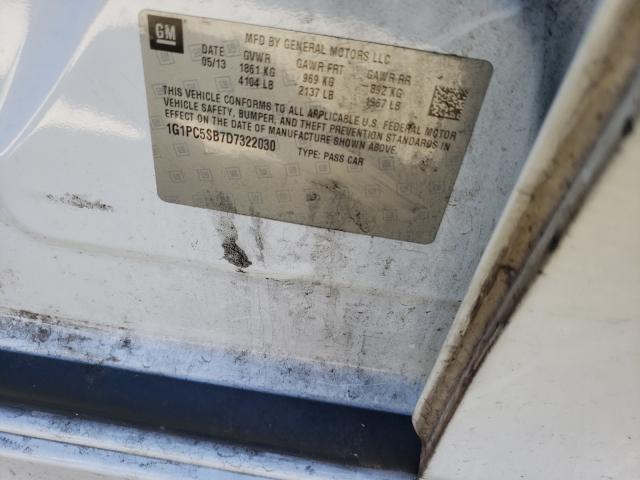 GM
MFD BY GENERAL MOTORS LLC
DATE GVWR GAWR FRT GAWR RR
05/13 1861 KG 969 KG 892 KG
4104 LB 2137 LB 1967 LB
THIS VEHICLE CONFORMS TO ALL APPLICABLE U.S. FEDERAL MOTOR
VEHICLE SAFETY, BUMPER, AND THEFT PREVENTION STANDARDS IN
EFFECT ON THE DATE OF MANUFACTURE SHOWN ABOVE.
1G1PC5SB7D7322030
TYPE: PASS CAR